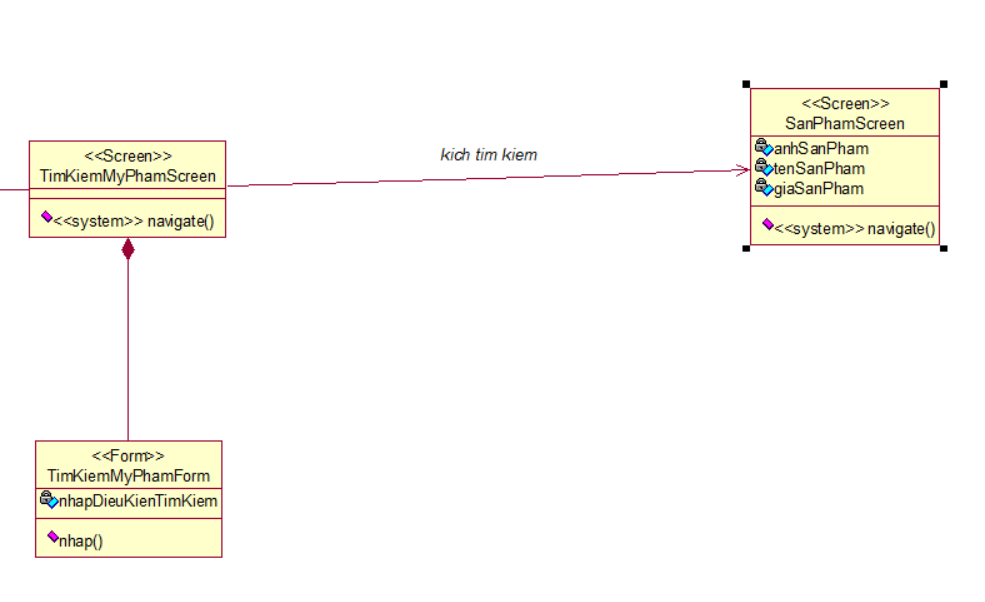 <<Screen>>
SanPhamScreen
anhSanPham
tenSanPham
giaSanPham
<<system>> navigate()
kich tim kiem
<<Screen>>
TimKiemMyPhamScreen
<<system>> navigate()
<<Form>>
TimKiemMyPhamForm
nhapDieuKienTimKiem
nhap()